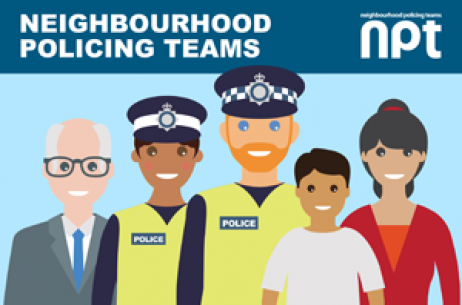 NEIGHBOURHOOD
POLICING TEAMS
neighbourhood policing teams
npt
POLICE
POLICE